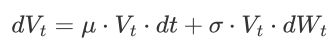 dV_t = μ · V_t · dt + σ · V_t · dW_t